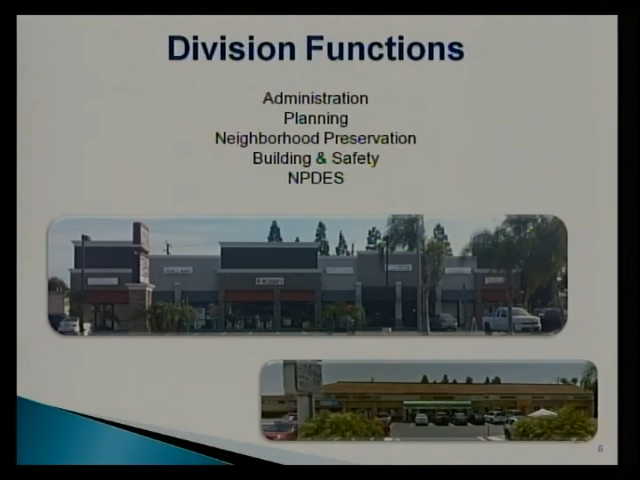 Division Functions
Administration
Planning
Neighborhood Preservation
Building & Safety
NPDES
6